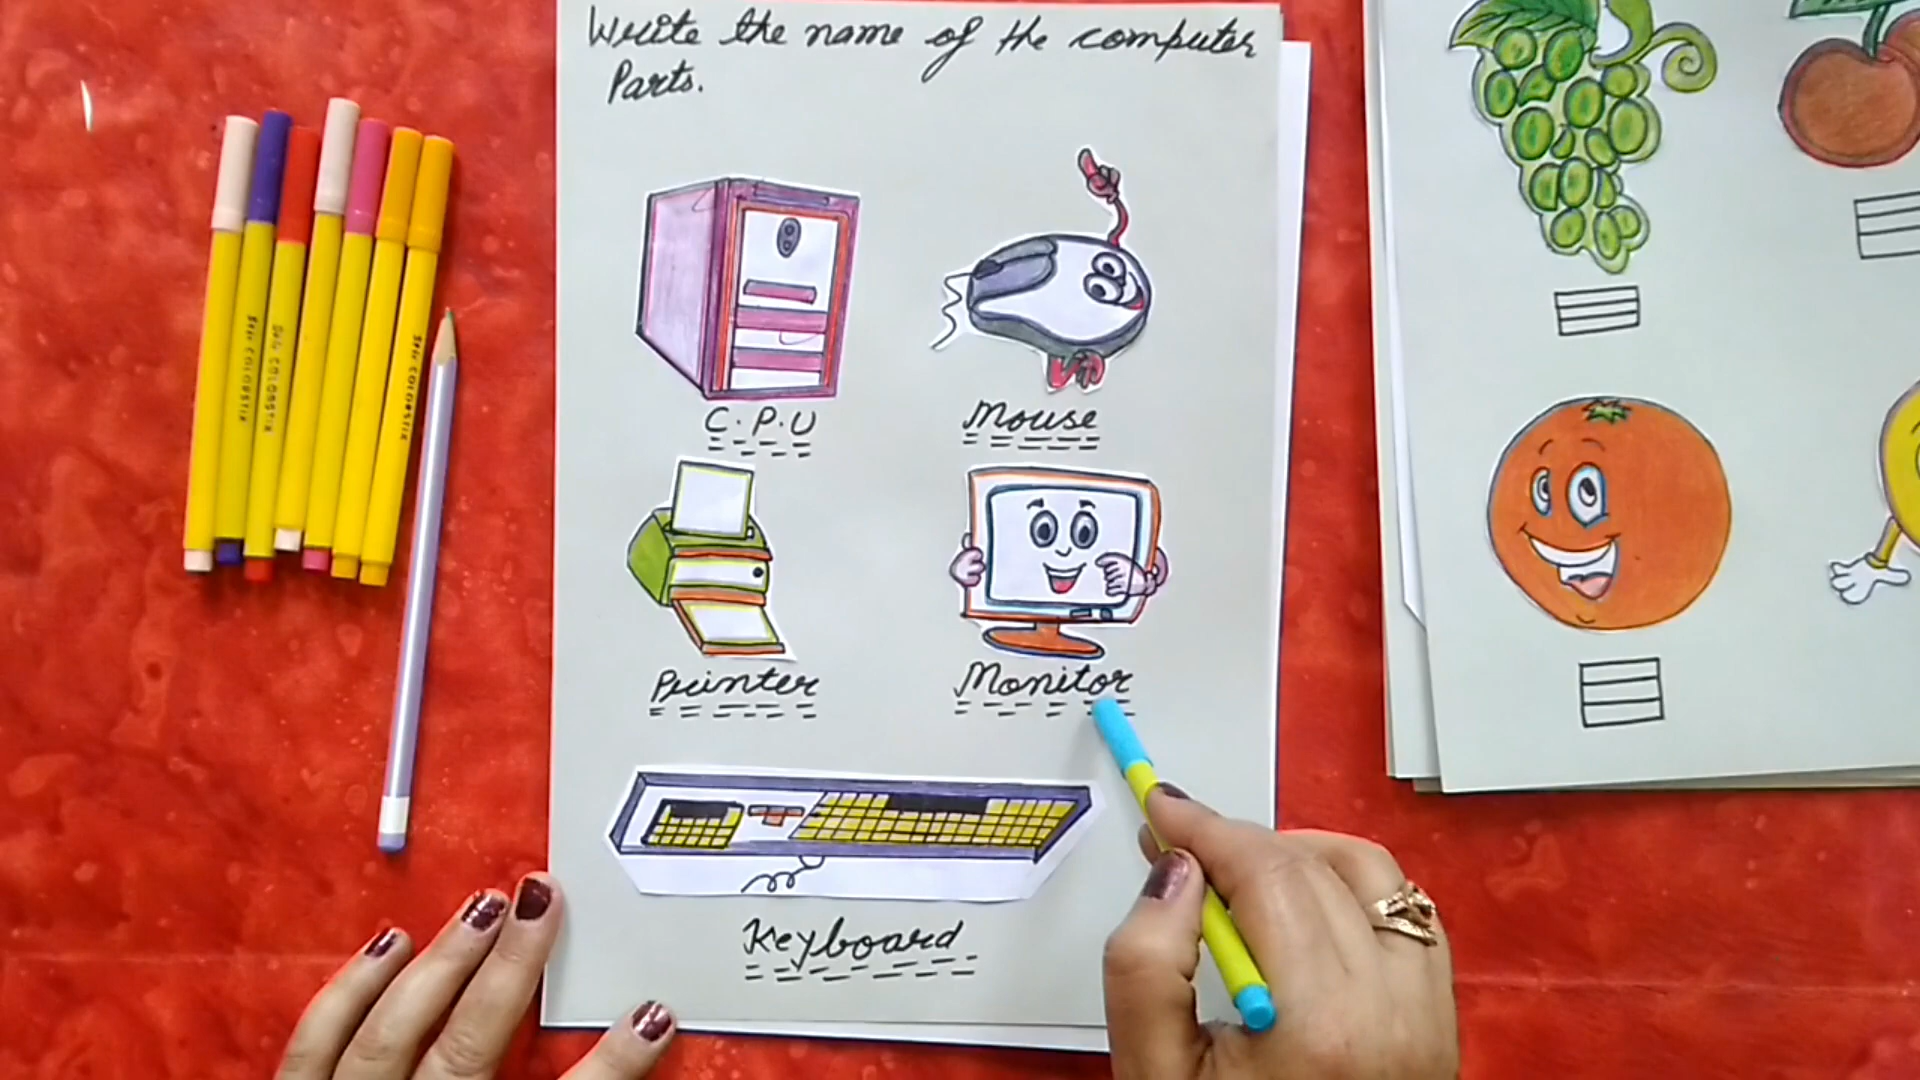 Write the name of the computer
Parts.
C.P.U
Mouse
Printer
Monitor
Keyboard